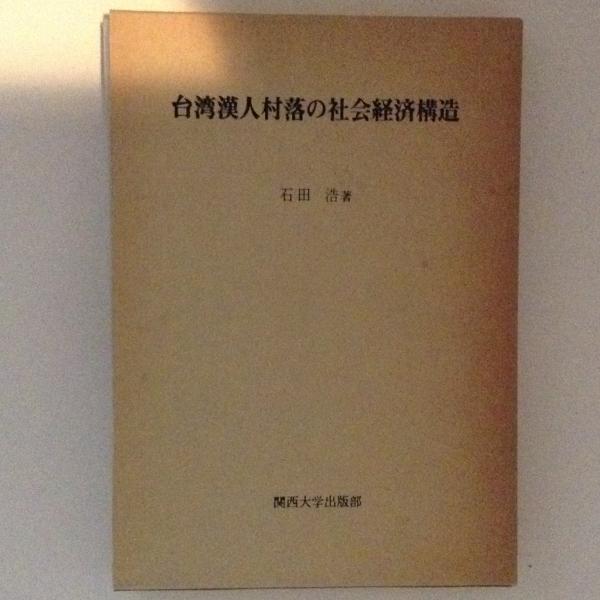 台湾漢人村落の社会経済構造
石田 浩著
関西大学出版部